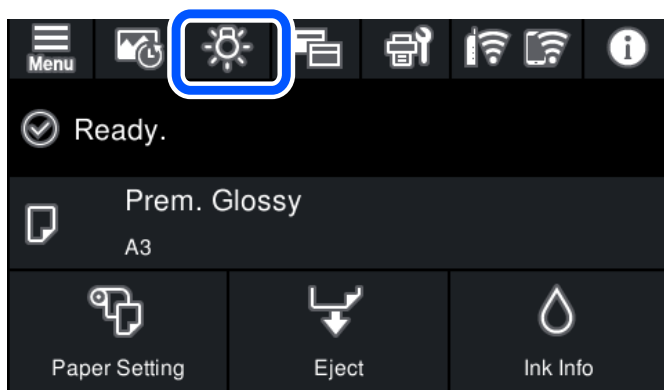 Menu
Ready.
Prem. Glossy
A3
Paper Setting
Eject
Ink Info